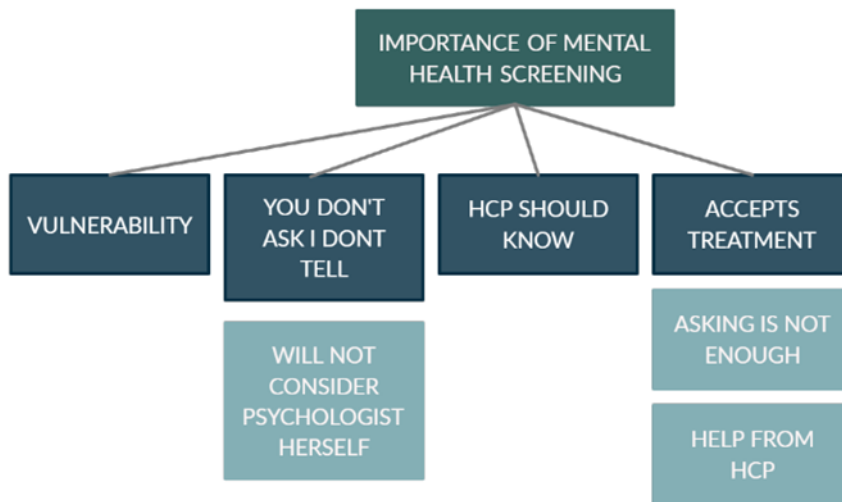 IMPORTANCE OF MENTAL
HEALTH SCREENING
VULNERABILITY
YOU DON'T
ASK I DONT
TELL
HCP SHOULD
KNOW
ACCEPTS
TREATMENT
WILL NOT
CONSIDER
PSYCHOLOGIST
HERSELF
ASKING IS NOT
ENOUGH
HELP FROM
HCP